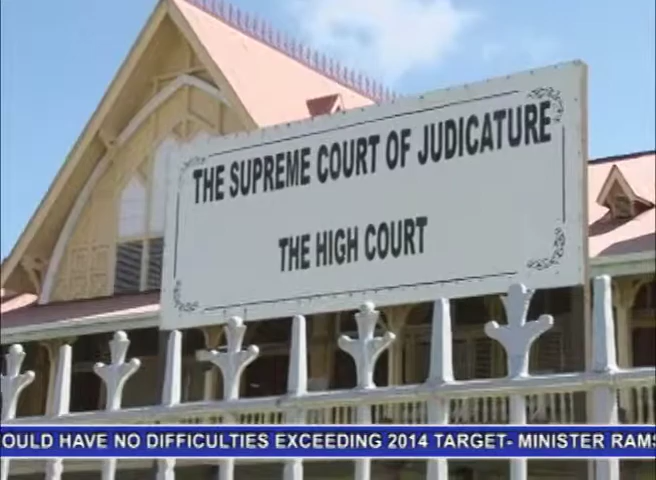 THE SUPREME COURT OF JUDICATURE
THE HIGH COURT
OULD HAVE NO DIFFICULTIES EXCEEDING 2014 TARGET- MINISTER RAMS